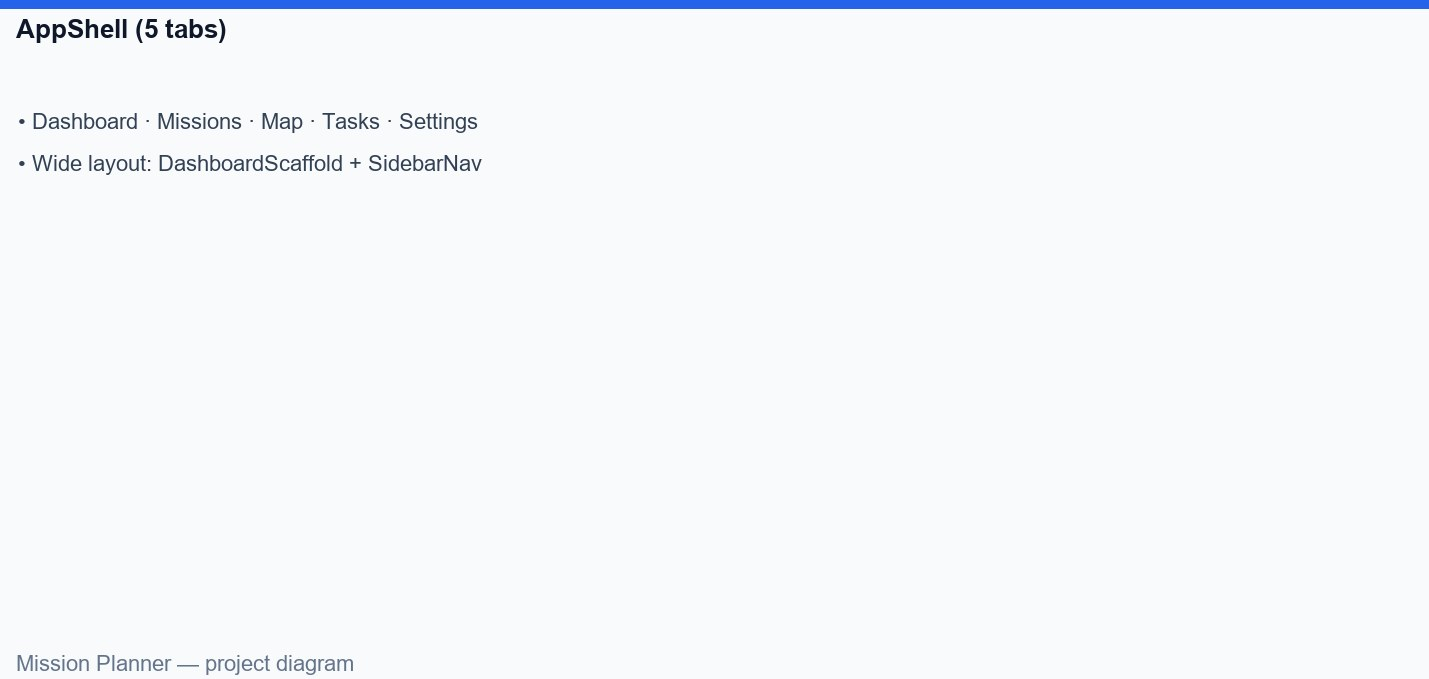 AppShell (5 tabs)
• Dashboard · Missions · Map · Tasks · Settings
• Wide layout: DashboardScaffold + SidebarNav
Mission Planner — project diagram